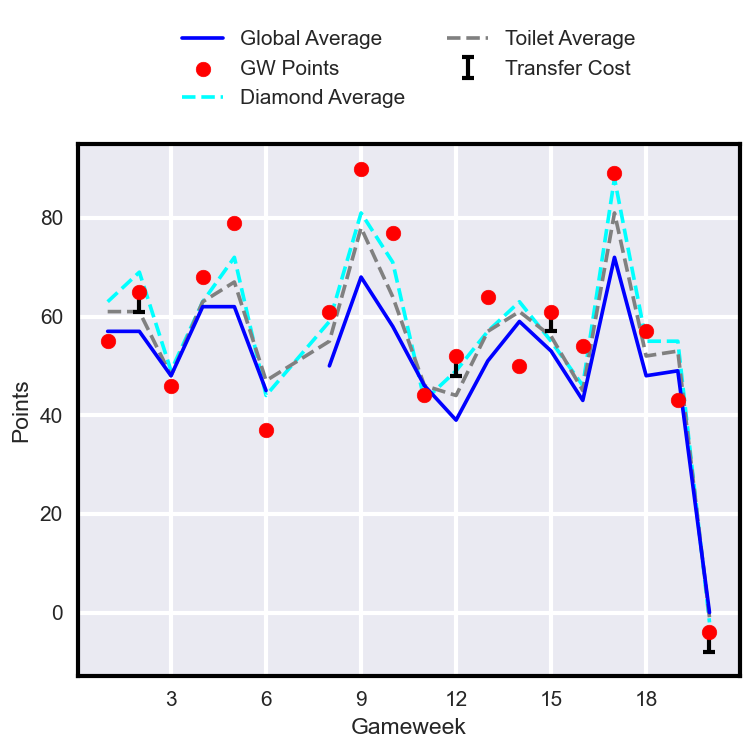 Global Average
GW Points
Diamond Average
Toilet Average
Transfer Cost
Points
80
60
40
20
0
3 6 9 12 15 18
Gameweek